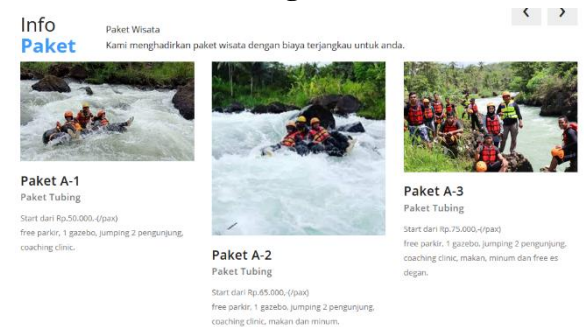 Info
Paket
Paket Wisata
Kami menghadirkan paket wisata dengan biaya terjangkau untuk anda.
Paket A-1
Paket Tubing
Start dari Rp.50.000,-(/pax)
free parkir, 1 gazebo, jumping 2 pengunjung,
coaching clinic.
Paket A-2
Paket Tubing
Start dari Rp.65.000,-(/pax)
free parkir, 1 gazebo, jumping 2 pengunjung,
coaching clinic, makan dan minum.
Paket A-3
Paket Tubing
Start dari Rp.75.000,-(/pax)
free parkir, 1 gazebo, jumping 2 pengunjung,
coaching clinic, makan, minum dan free es
degan.